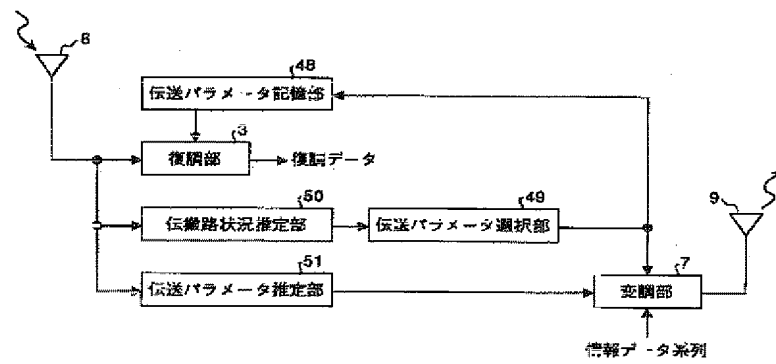 6
48
伝送パラメータ記憶部
3
復調部
復調データ
50
伝搬路状況推定部
49
伝送パラメータ選択部
9
51
伝送パラメータ推定部
7
変調部
情報データ系列